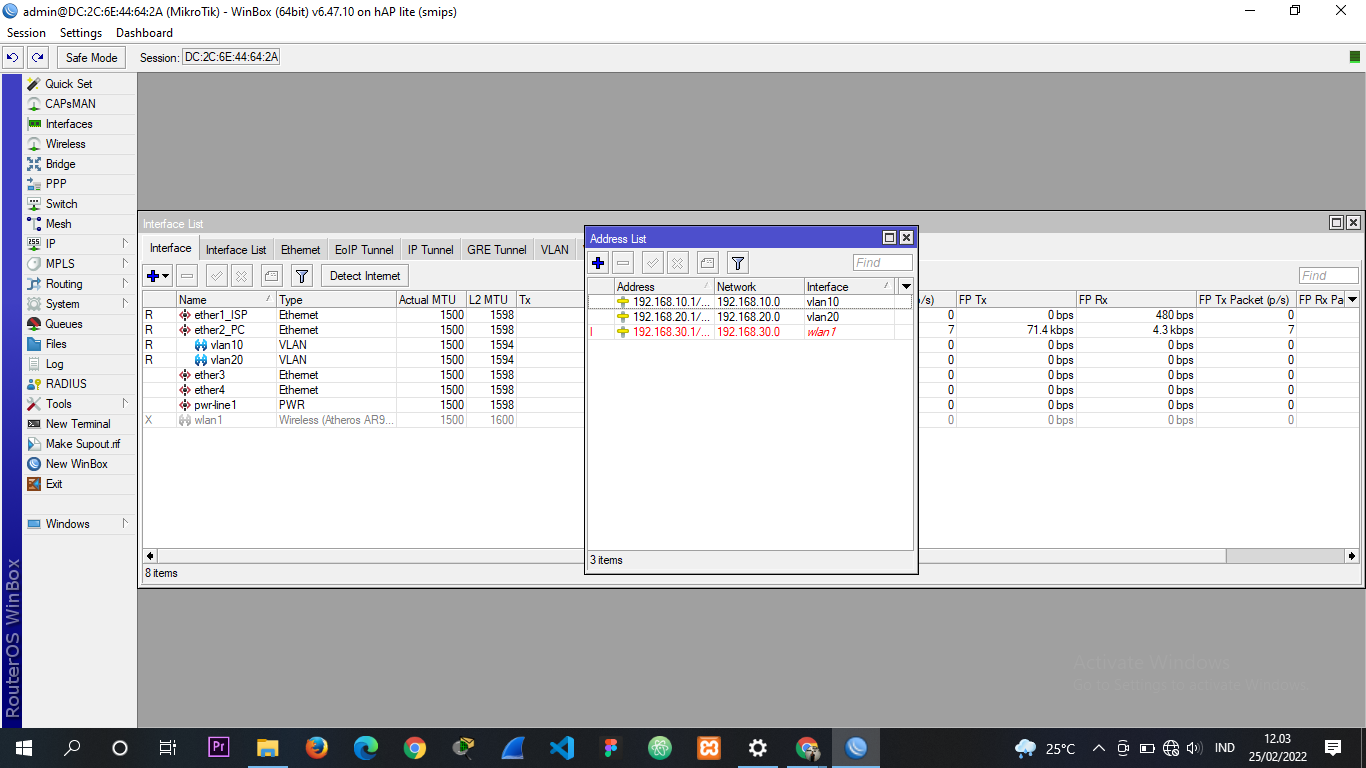 admin@DC:2C:6E:44:64:2A (MikroTik) - WinBox (64bit) v6.47.10 on hAP lite (smips)
Session Settings Dashboard
Safe Mode Session: DC:2C:6E:44:64:2A
Quick Set
CAPsMAN
Interfaces
Wireless
Bridge
PPP
Switch
Mesh
IP
MPLS
Routing
System
Queues
Files
Log
RADIUS
Tools
New Terminal
Make Supout.rif
New WinBox
Exit
Windows
RouterOS WinBox
Interface List
Interface Interface List Ethernet EoIP Tunnel IP Tunnel GRE Tunnel VLAN
Detect Internet Find
Name Type Actual MTU L2 MTU Tx /s) FP Tx FP Rx FP Tx Packet (p/s) FP Rx Pa
R ether1_ISP Ethernet 1500 1598 0 0 bps 480 bps 0
R ether2_PC Ethernet 1500 1598 7 71.4 kbps 4.3 kbps 7
R vlan10 VLAN 1500 1594 0 0 bps 0 bps 0
R vlan20 VLAN 1500 1594 0 0 bps 0 bps 0
ether3 Ethernet 1500 1598 0 0 bps 0 bps 0
ether4 Ethernet 1500 1598 0 0 bps 0 bps 0
pwr-line1 PWR 1500 1598 0 0 bps 0 bps 0
X wlan1 Wireless (Atheros AR9... 1500 1600 0 0 bps 0 bps 0
8 items
Address List
Find
Address Network Interface
192.168.10.1/... 192.168.10.0 vlan10
192.168.20.1/... 192.168.20.0 vlan20
I 192.168.30.1/... 192.168.30.0 wlan1
3 items
Activate Windows
Go to Settings to activate Windows.
Pr
25°C IND 12.03
25/02/2022